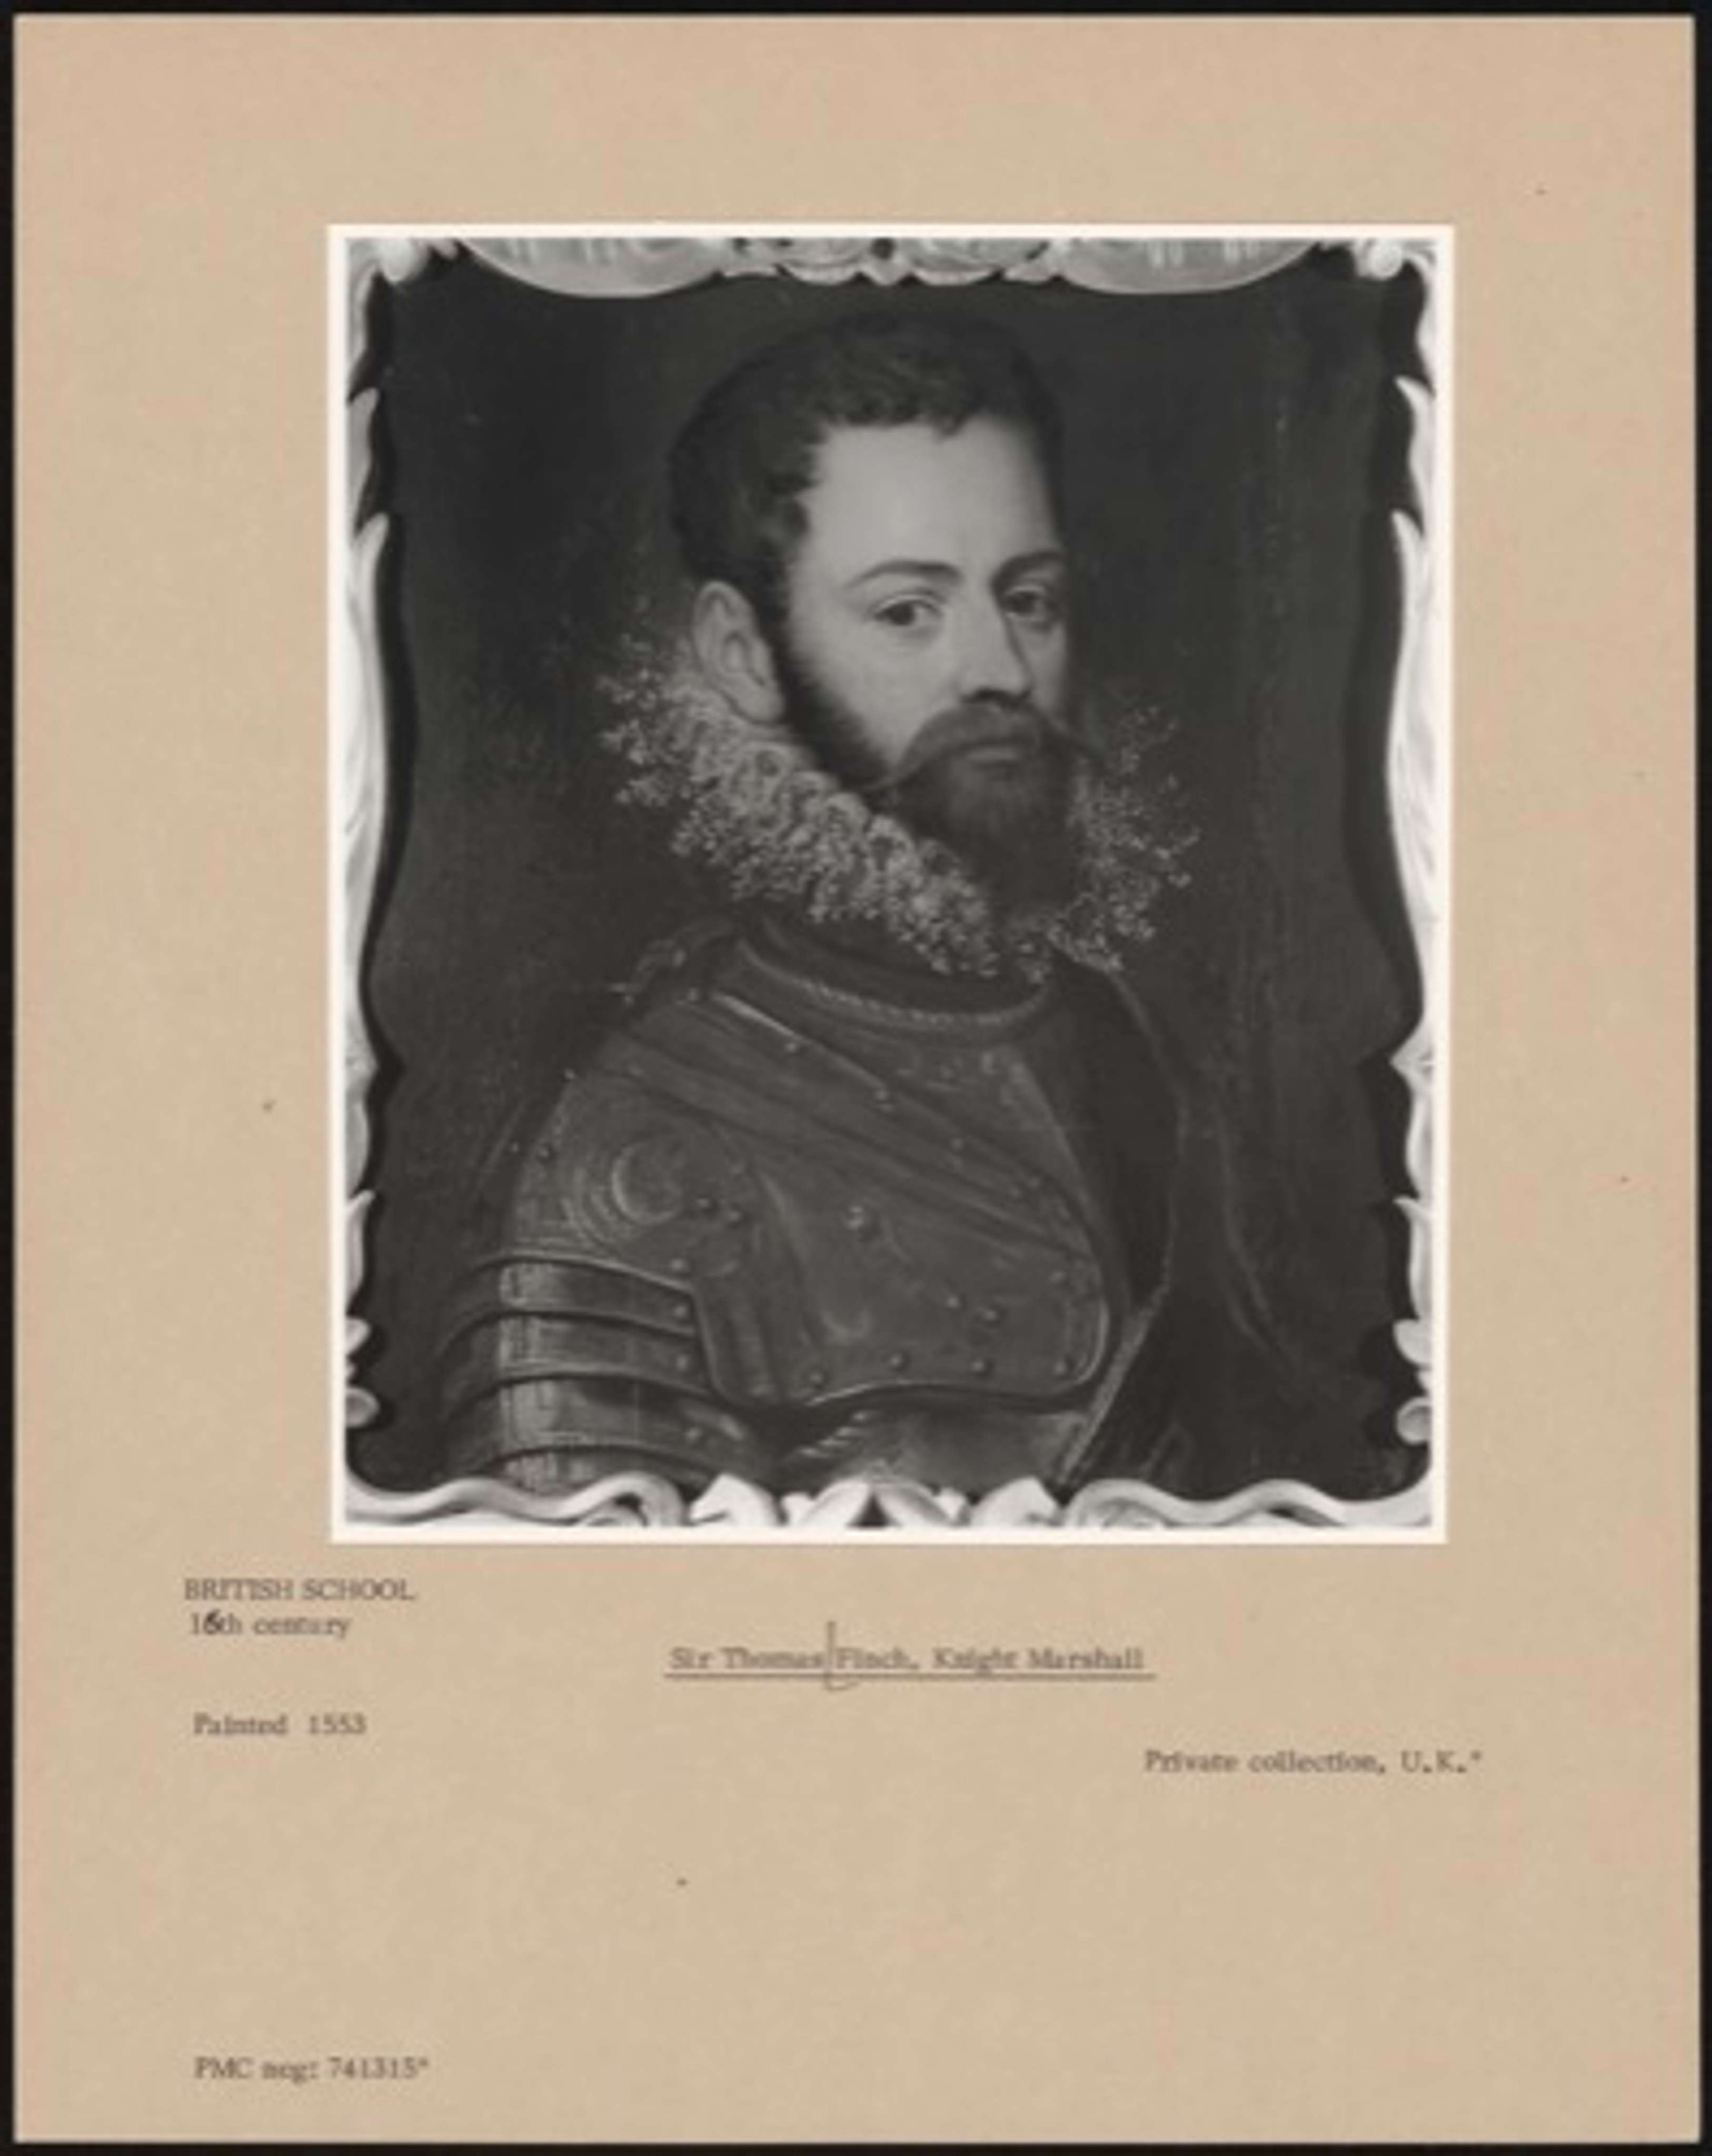 BRITISH SCHOOL
16th century
Sir Thomas Finch, Knight Marshall
Painted 1553
Private collection, U.K.*
PMC neg: 741315*